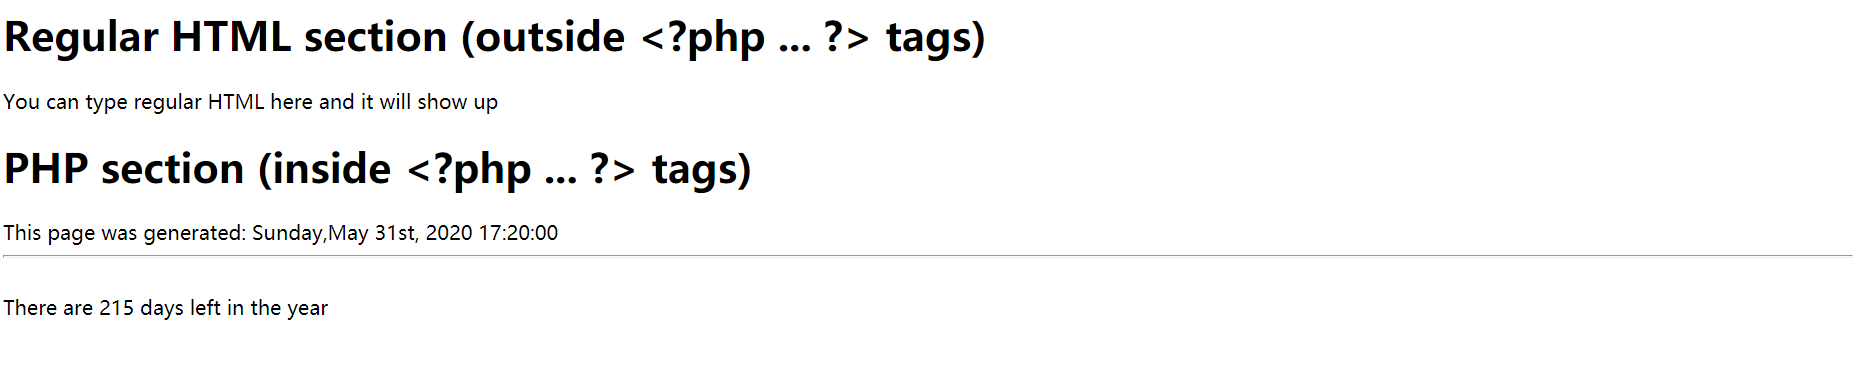 Regular HTML section (outside <?php ... ?> tags)
You can type regular HTML here and it will show up
PHP section (inside <?php ... ?> tags)
This page was generated: Sunday,May 31st, 2020 17:20:00
There are 215 days left in the year